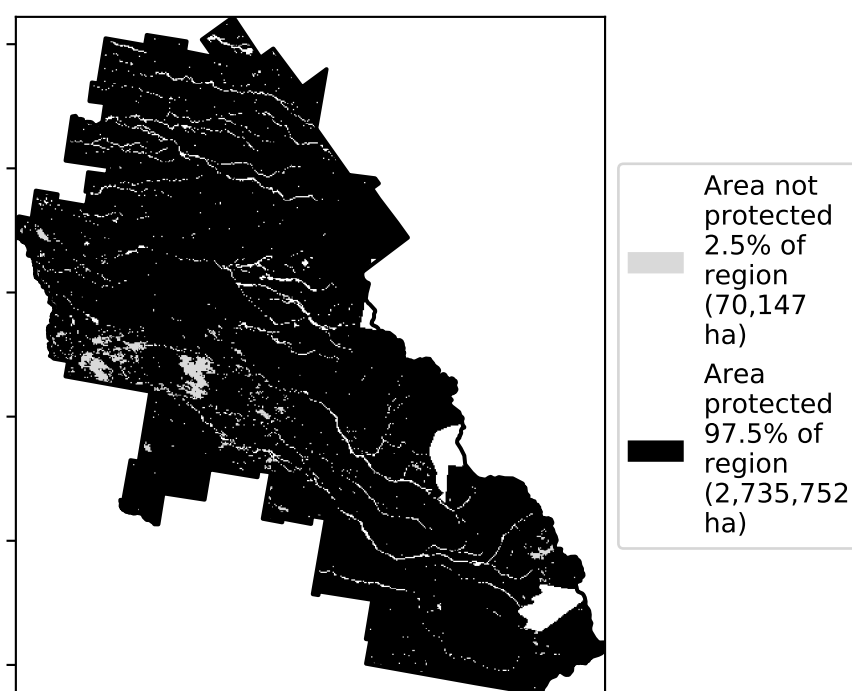 Area not
protected
2.5% of
region
(70,147
ha)
Area
protected
97.5% of
region
(2,735,752
ha)